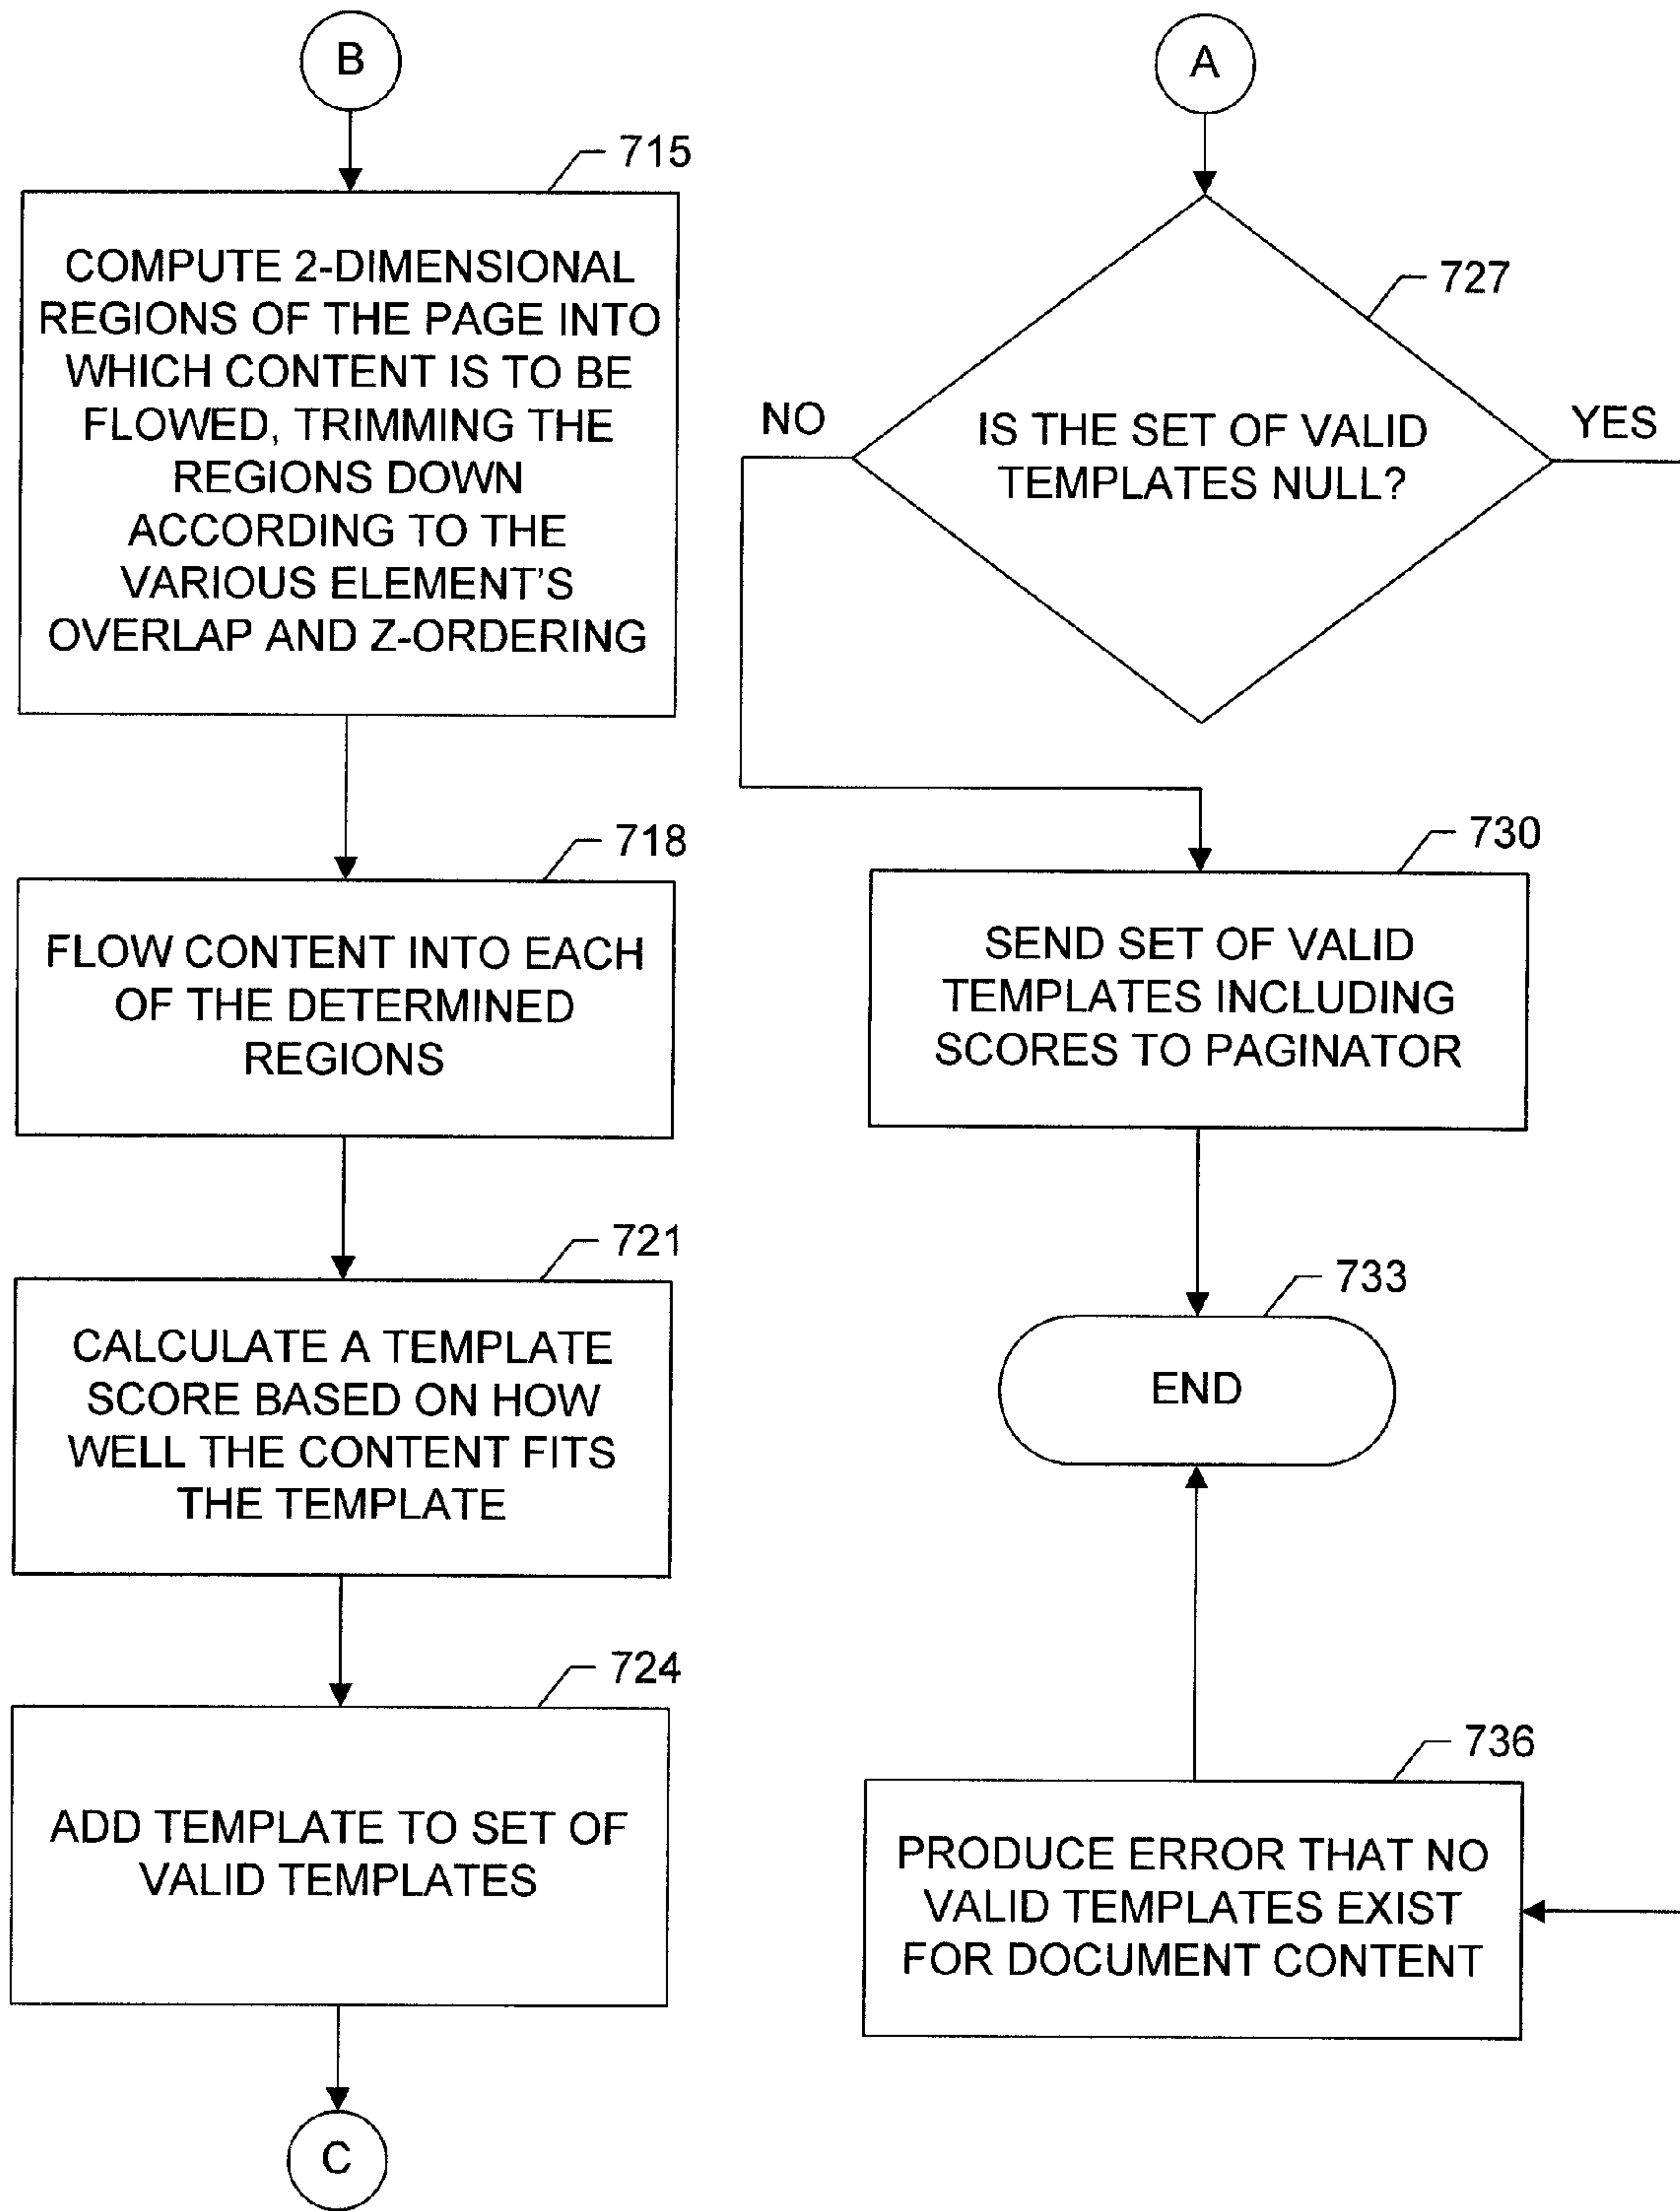 B
715
COMPUTE 2-DIMENSIONAL
REGIONS OF THE PAGE INTO
WHICH CONTENT IS TO BE
FLOWED, TRIMMING THE
REGIONS DOWN
ACCORDING TO THE
VARIOUS ELEMENT'S
OVERLAP AND Z-ORDERING
718
FLOW CONTENT INTO EACH
OF THE DETERMINED
REGIONS
721
CALCULATE A TEMPLATE
SCORE BASED ON HOW
WELL THE CONTENT FITS
THE TEMPLATE
724
ADD TEMPLATE TO SET OF
VALID TEMPLATES
C
A
727
IS THE SET OF VALID
TEMPLATES NULL?
NO
YES
730
SEND SET OF VALID
TEMPLATES INCLUDING
SCORES TO PAGINATOR
733
END
736
PRODUCE ERROR THAT NO
VALID TEMPLATES EXIST
FOR DOCUMENT CONTENT